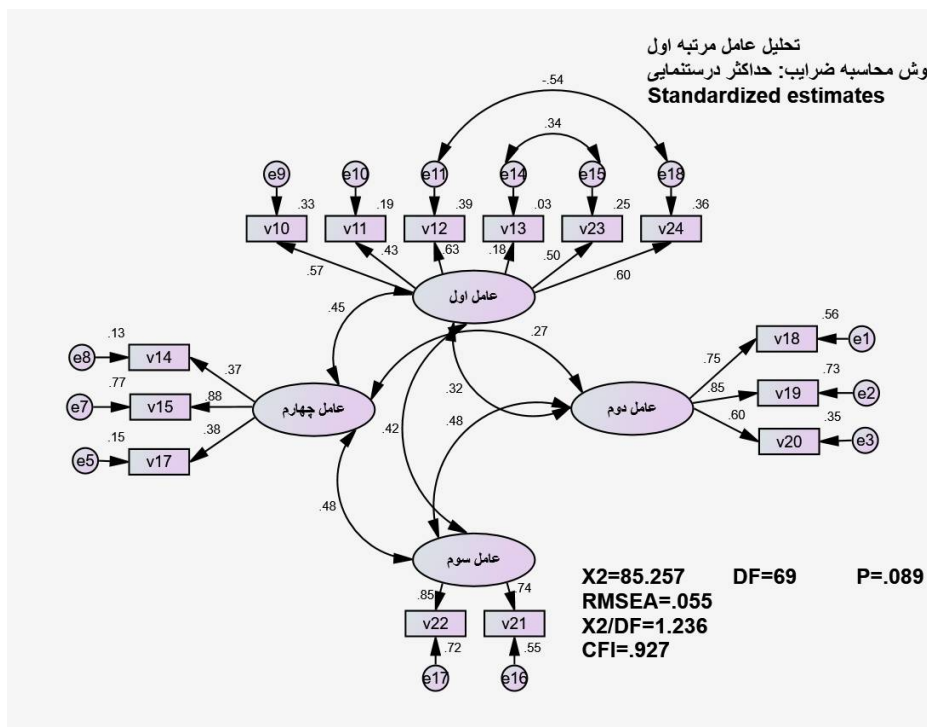 تحلیل عامل مرتبه اول
وش محاسبه ضرایب: حداکثر درستنمایی
Standardized estimates
-.54
.34
e9 e10 e11 e14 e15 e18
.33 .19 .39 .03 .25 .36
v10 v11 v12 v13 v23 v24
.57 .43 .63 .18 .50 .60
عامل اول
.45 .27
.13 .56
e8 v14 v18 e1
.37 .75
.77 .32 .85 .73
e7 v15 .88 v19 e2
عامل چهارم عامل دوم
.15 .38 .42 .48 .60 .35
e5 v17 v20 e3
.48
عامل سوم
X2=85.257 DF=69 P=.089
.85 .74
RMSEA=.055
v22 v21
X2/DF=1.236
.72 .55
CFI=.927
e17 e16